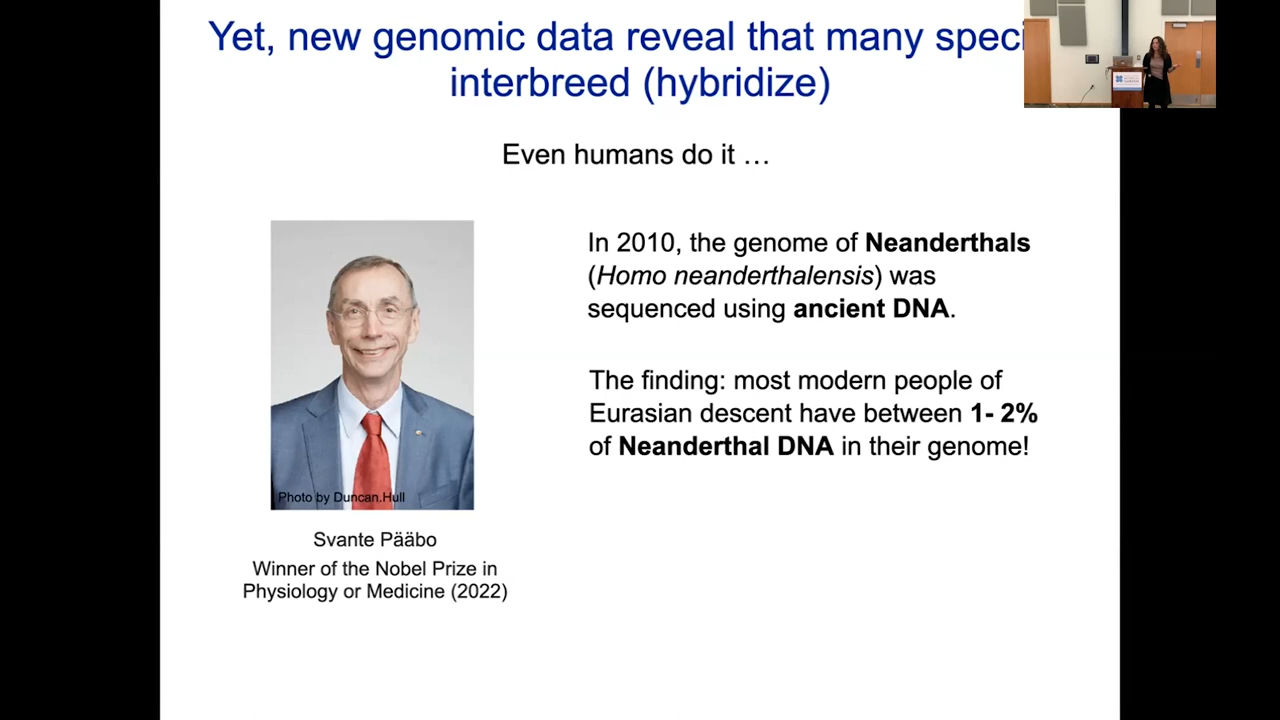 Yet, new genomic data reveal that many speci
interbreed (hybridize)
Even humans do it …
In 2010, the genome of Neanderthals
(Homo neanderthalensis) was
sequenced using ancient DNA.
The finding: most modern people of
Eurasian descent have between 1- 2%
of Neanderthal DNA in their genome!
Photo by Duncan.Hull
Svante Pääbo
Winner of the Nobel Prize in
Physiology or Medicine (2022)